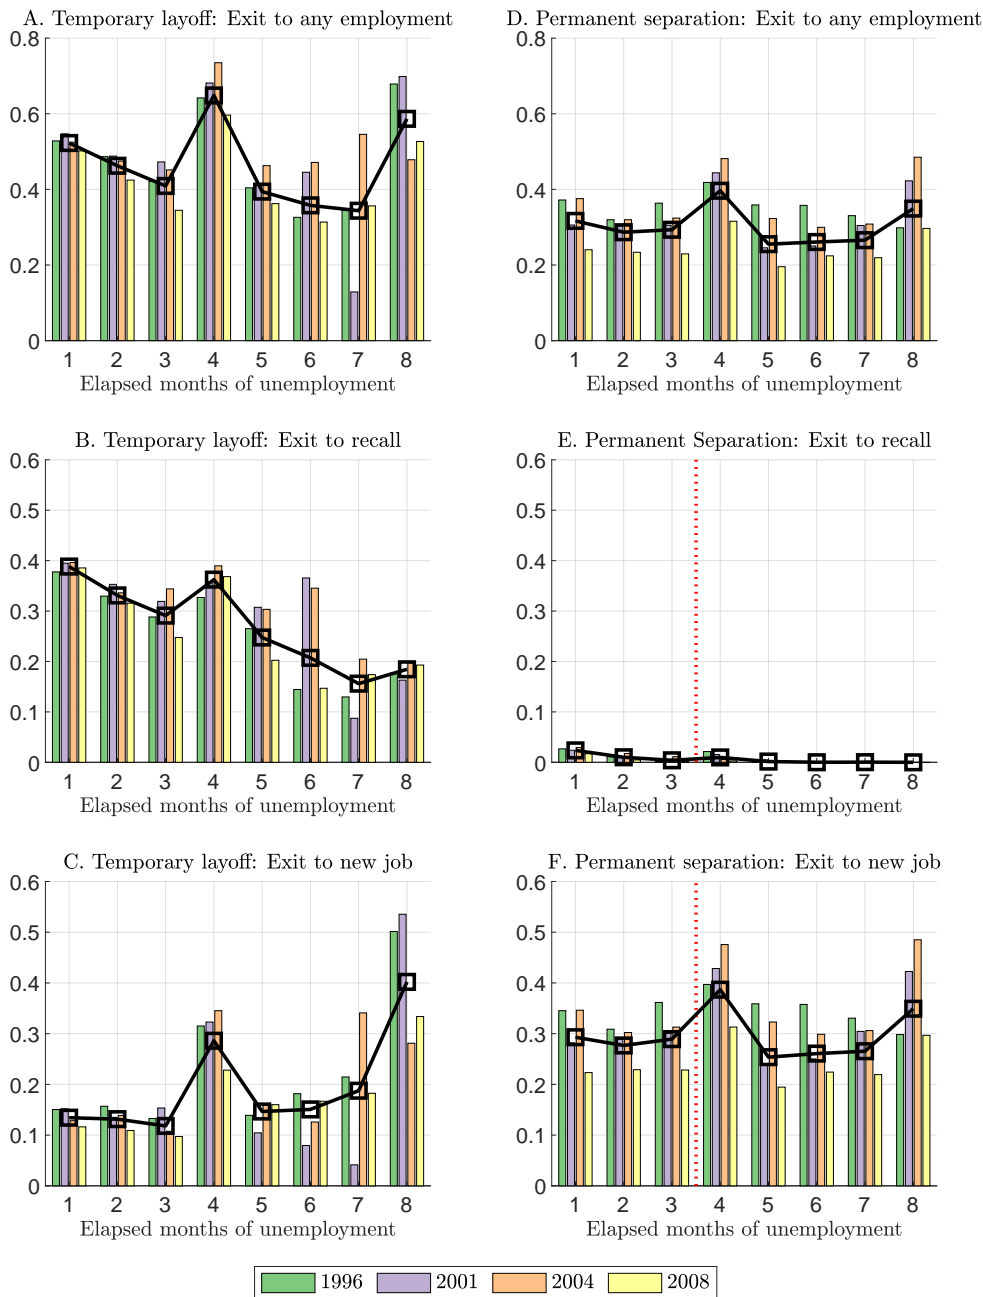 A. Temporary layoff: Exit to any employment
0.8
0.6
0.4
0.2
0
1 2 3 4 5 6 7 8
Elapsed months of unemployment
D. Permanent separation: Exit to any employment
0.8
0.6
0.4
0.2
0
1 2 3 4 5 6 7 8
Elapsed months of unemployment
B. Temporary layoff: Exit to recall
0.6
0.5
0.4
0.3
0.2
0.1
0
1 2 3 4 5 6 7 8
Elapsed months of unemployment
E. Permanent Separation: Exit to recall
0.6
0.5
0.4
0.3
0.2
0.1
0
1 2 3 4 5 6 7 8
Elapsed months of unemployment
C. Temporary layoff: Exit to new job
0.6
0.5
0.4
0.3
0.2
0.1
0
1 2 3 4 5 6 7 8
Elapsed months of unemployment
F. Permanent separation: Exit to new job
0.6
0.5
0.4
0.3
0.2
0.1
0
1 2 3 4 5 6 7 8
Elapsed months of unemployment
1996 2001 2004 2008